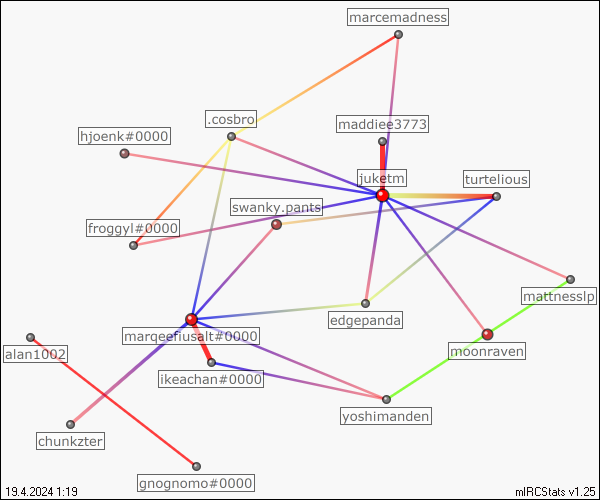 marcemadness
.cosbro
maddiee3773
hjoenk#0000
juketm
turtelious
swanky.pants
froggyl#0000
mattnesslp
edgepanda
marqeefiusalt#0000
moonraven
alan1002
ikeachan#0000
yoshimanden
chunkzter
gnognomo#0000
19.4.2024 1:19
mIRCStats v1.25